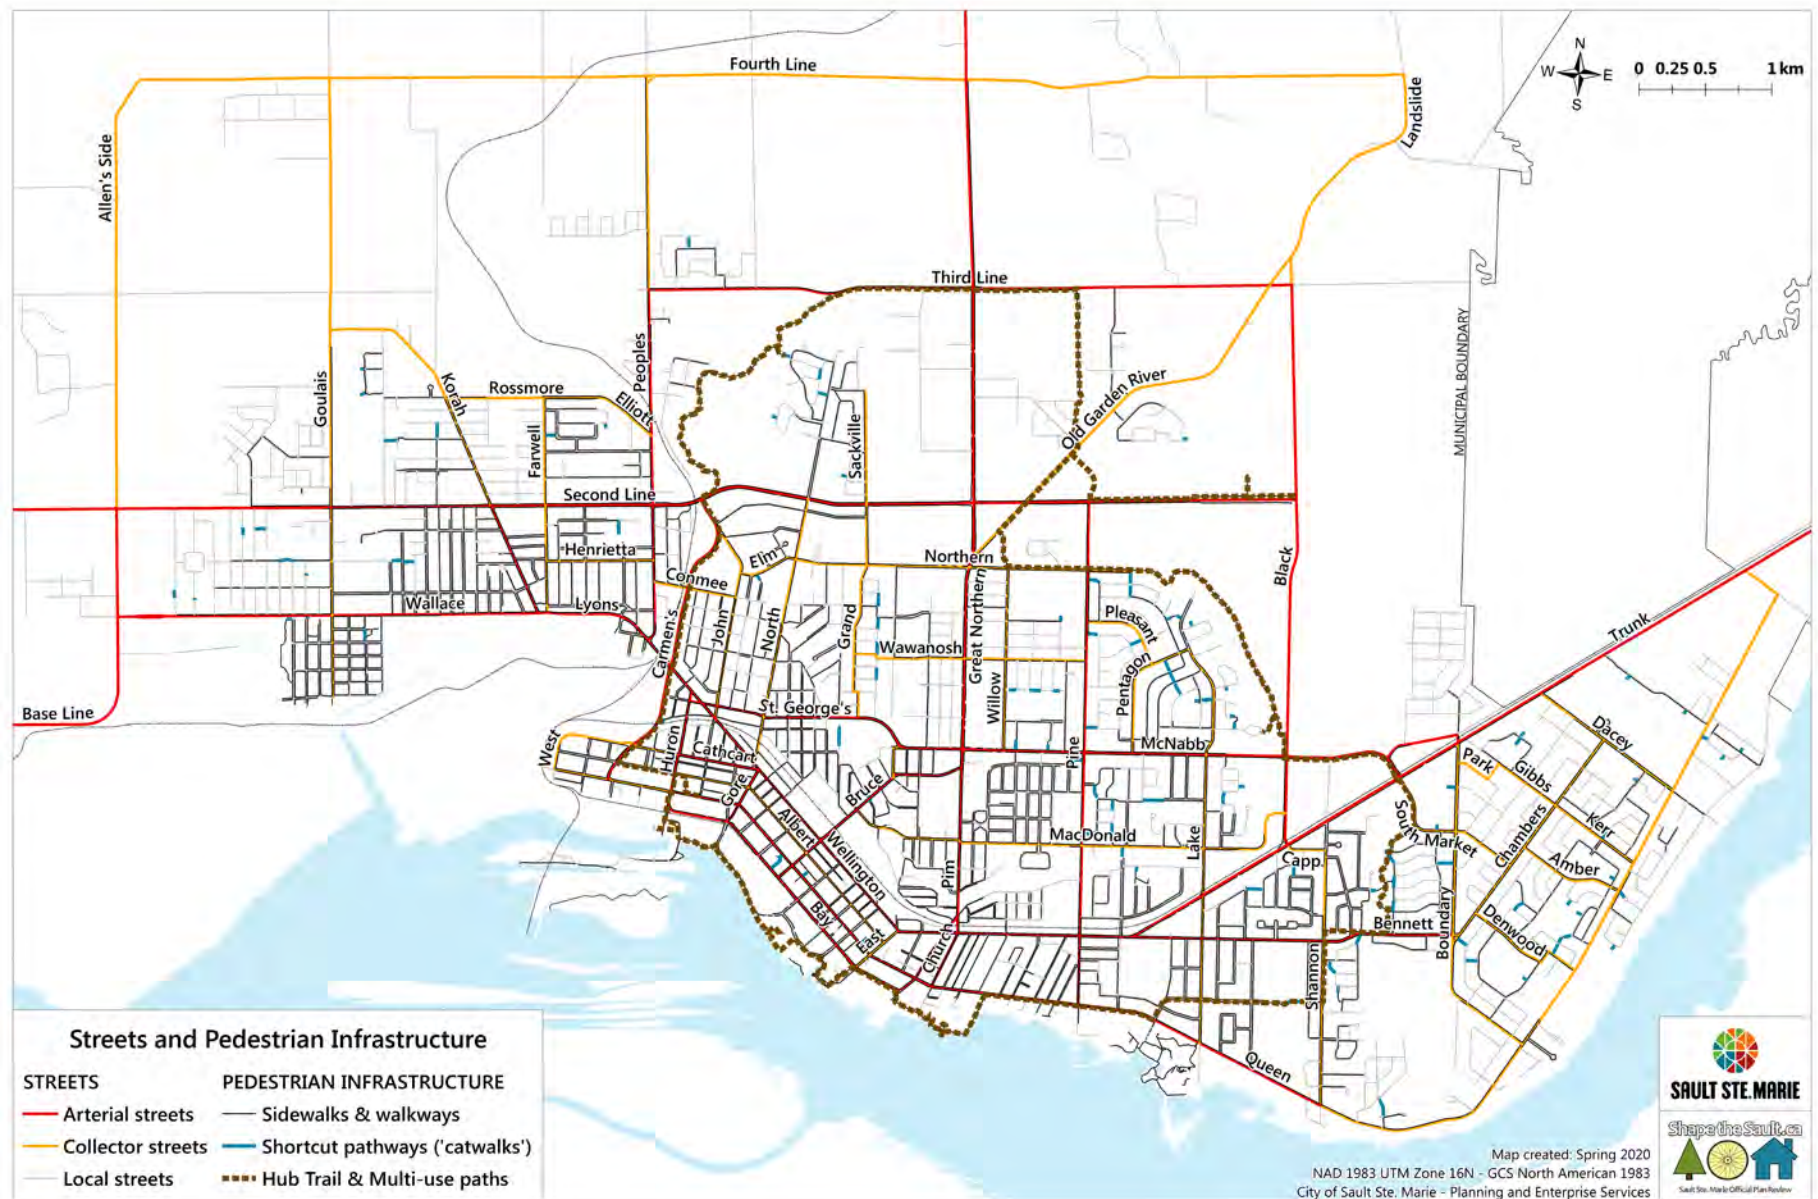 Fourth Line
N
W
E
S
0 0.25 0.5 1 km
Landslide
Allen's Side
Third Line
MUNICIPAL BOUNDARY
Peoples
Goulais
Korah
Rossmore
Elliott
Old Garden River
Sackville
Farwell
Second Line
Henrietta
Elm
Northern
Black
Conmee
Wallace
Lyons
Carmen's
John
North
Grand
Wawanosh
Great Northern
Willow
Pleasant
Pentagon
Trunk
Base Line
West
Huron
St. George's
Cathcart
Gore
Bruce
Pine
McNabb
Dacey
Park
Gibbs
Albert
Wellington
MacDonald
Lake
South Market
Chambers
Kerr
Capp.
Amber
Pim
Bay
East
Church
Bennett
Boundary
Denwood
Shannon
Queen
Streets and Pedestrian Infrastructure
STREETS
Arterial streets
Collector streets
Local streets
PEDESTRIAN INFRASTRUCTURE
Sidewalks & walkways
Shortcut pathways ('catwalks')
Hub Trail & Multi-use paths
SAULT STE. MARIE
ShapetheSault.ca
Sault Ste. Marie Official Plan Review
Map created: Spring 2020
NAD 1983 UTM Zone 16N - GCS North American 1983
City of Sault Ste. Marie - Planning and Enterprise Services